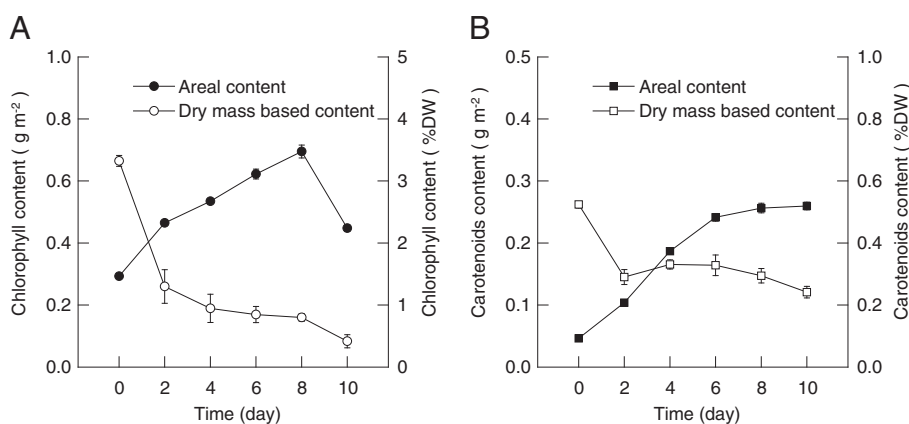 A
Chlorophyll content ( g m-2)
1.0
0.8
0.6
0.4
0.2
0.0
Areal content
Dry mass based content
5
4
3
2
1
0
Chlorophyll content ( %DW)
0 2 4 6 8 10
Time (day)
B
Carotenoids content ( g m-2)
0.5
0.4
0.3
0.2
0.1
0.0
Areal content
Dry mass based content
1.0
0.8
0.6
0.4
0.2
0.0
Carotenoids content ( %DW)
0 2 4 6 8 10
Time (day)